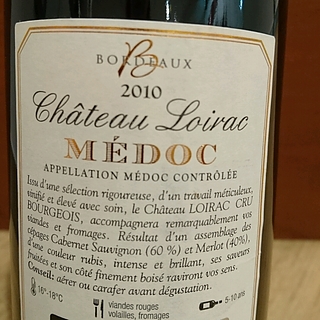 BORDEAUX
2010
Château Loirac
MÉDOC
APPELLATION MÉDOC CONTRÔLÉE
Issu d'une sélection rigoureuse, d'un travail méticuleux,
vinifié et élevé avec soin, le Château LOIRAC CRU
BOURGEOIS, accompagnera remarquablement vos
viandes et fromages. Résultat d'un assemblage des
cépages Cabernet Sauvignon (60 %) et Merlot (40%),
d'une couleur rubis, intense et brillant, ses saveurs
fruitées et son côté finement boisé raviront vos sens.
Conseil: aérer ou carafer avant dégustation.
16°-18°C
viandes rouges
volailles, fromages
5-10 ans